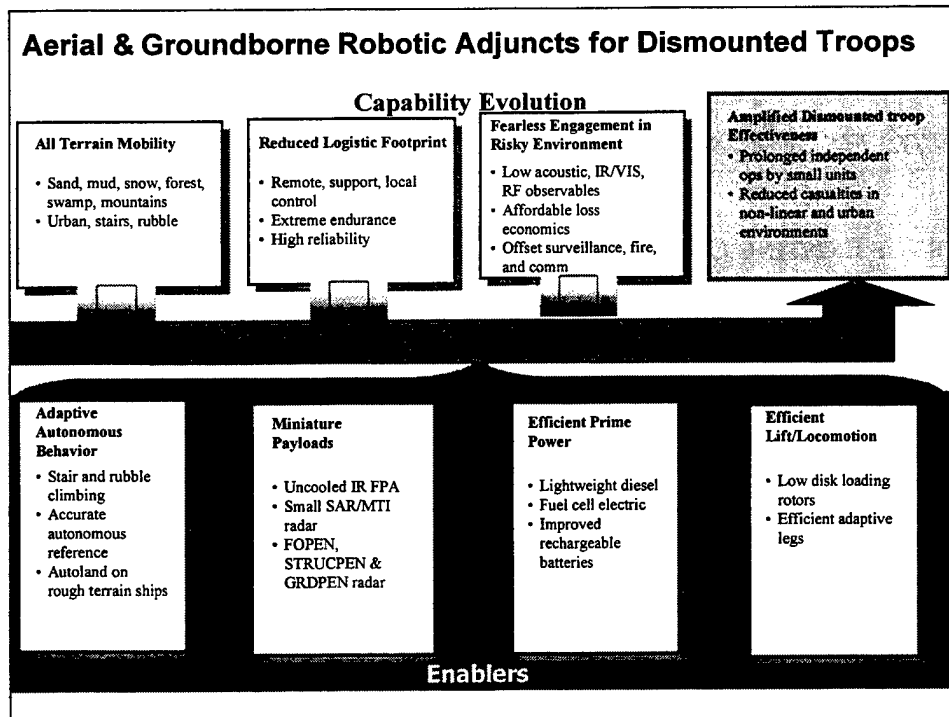 Aerial & Groundborne Robotic Adjuncts for Dismounted Troops
Capability Evolution
All Terrain Mobility
• Sand, mud, snow, forest,
swamp, mountains
• Urban, stairs, rubble
Reduced Logistic Footprint
• Remote, support, local
control
• Extreme endurance
• High reliability
Fearless Engagement in
Risky Environment
• Low acoustic, IR/VIS,
RF observables
• Affordable loss
economics
• Offset surveillance, fire,
and comm
Amplified Dismounted troop
Effectiveness
• Prolonged independent
ops by small units
• Reduced casualties in
non-linear and urban
environments
Adaptive
Autonomous
Behavior
• Stair and rubble
climbing
• Accurate
autonomous
reference
• Autoland on
rough terrain ships
Miniature
Payloads
• Uncooled IR FPA
• Small SAR/MTI
radar
• FOPEN,
STRUCPEN &
GRDPEN radar
Efficient Prime
Power
• Lightweight diesel
• Fuel cell electric
• Improved
rechargeable
batteries
Efficient
Lift/Locomotion
• Low disk loading
rotors
• Efficient adaptive
legs
Enablers